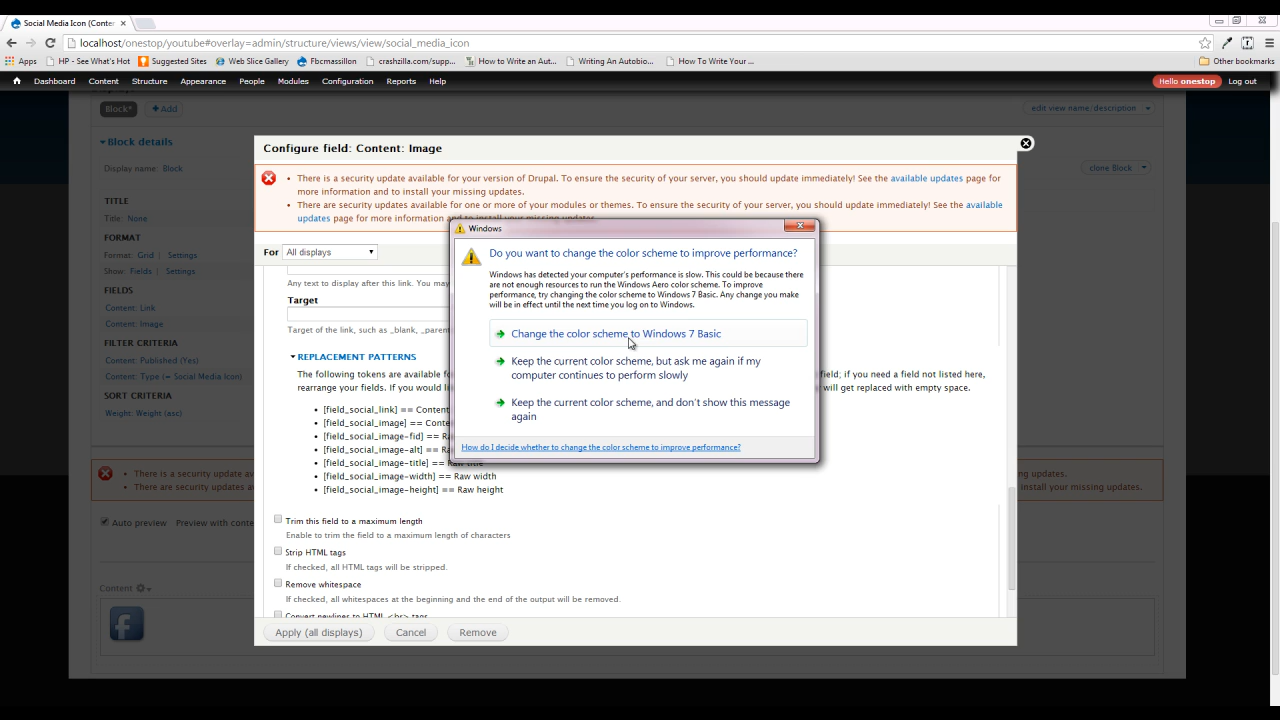 Social Media Icon (Conter
localhost/onestop/youtube#overlay=admin/structure/views/view/social_media_icon
Apps HP - See What's Hot Suggested Sites Web Slice Gallery Fbcmassillon crashzilla.com/supp... How to Write an Aut... Writing An Autobio... How To Write Your ... Other bookmarks
Dashboard Content Structure Appearance People Modules Configuration Reports Help Hello onestop Log out
Block* Add edit view name/description
Block details
Display name: Block clone Block
TITLE
Title: None
FORMAT
Format: Grid | Settings
Show: Fields | Settings
FIELDS
Content: Link
Content: Image
FILTER CRITERIA
Content: Published (Yes)
Content: Type (= Social Media Icon)
SORT CRITERIA
Weight: Weight (asc)
Configure field: Content: Image
There is a security update available for your version of Drupal. To ensure the security of your server, you should update immediately! See the available updates page for
more information and to install your missing updates.
There are security updates available for one or more of your modules or themes. To ensure the security of your server, you should update immediately! See the available
updates page for more information and to install your missing updates.
For All displays
Any text to display after this link. You may
Target
Target of the link, such as _blank, _parent
REPLACEMENT PATTERNS
The following tokens are available fo field; if you need a field not listed here,
rearrange your fields. If you would lik will get replaced with empty space.
[field_social_link] == Content
[field_social_image] == Conte
[field_social_image-fid] == Ra
[field_social_image-alt] == Ra
[field_social_image-title] == Raw title
[field_social_image-width] == Raw width
[field_social_image-height] == Raw height
Trim this field to a maximum length
Enable to trim the field to a maximum length of characters
Strip HTML tags
If checked, all HTML tags will be stripped.
Remove whitespace
If checked, all whitespaces at the beginning and the end of the output will be removed.
Convert newlines to HTML <br> tags
Apply (all displays) Cancel Remove
Windows
Do you want to change the color scheme to improve performance?
Windows has detected your computer's performance is slow. This could be because there
are not enough resources to run the Windows Aero color scheme. To improve
performance, try changing the color scheme to Windows 7 Basic. Any change you make
will be in effect until the next time you log on to Windows.
Change the color scheme to Windows 7 Basic
Keep the current color scheme, but ask me again if my
computer continues to perform slowly
Keep the current color scheme, and don't show this message
again
How do I decide whether to change the color scheme to improve performance?
There is a security update av ng updates.
There are security updates a install your missing updates.
Auto preview Preview with conte
Content